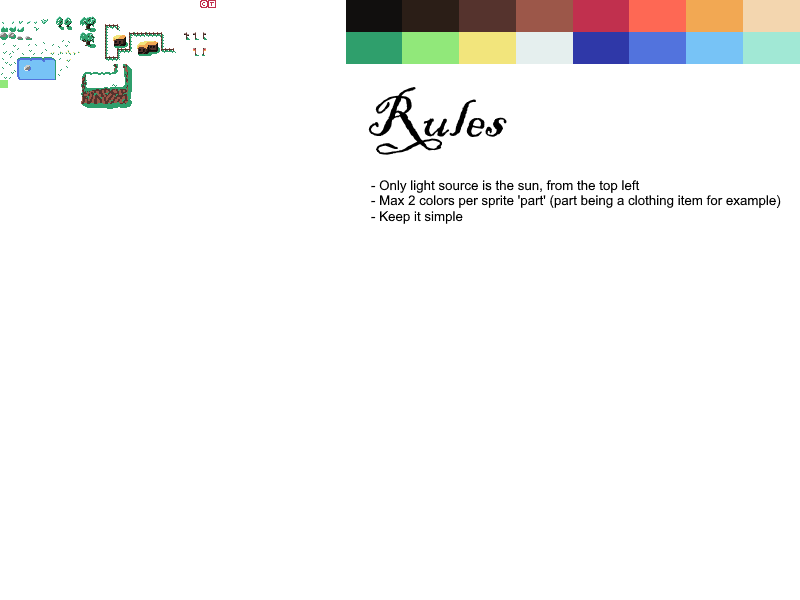 CT
Rules
- Only light source is the sun, from the top left
- Max 2 colors per sprite 'part' (part being a clothing item for example)
- Keep it simple